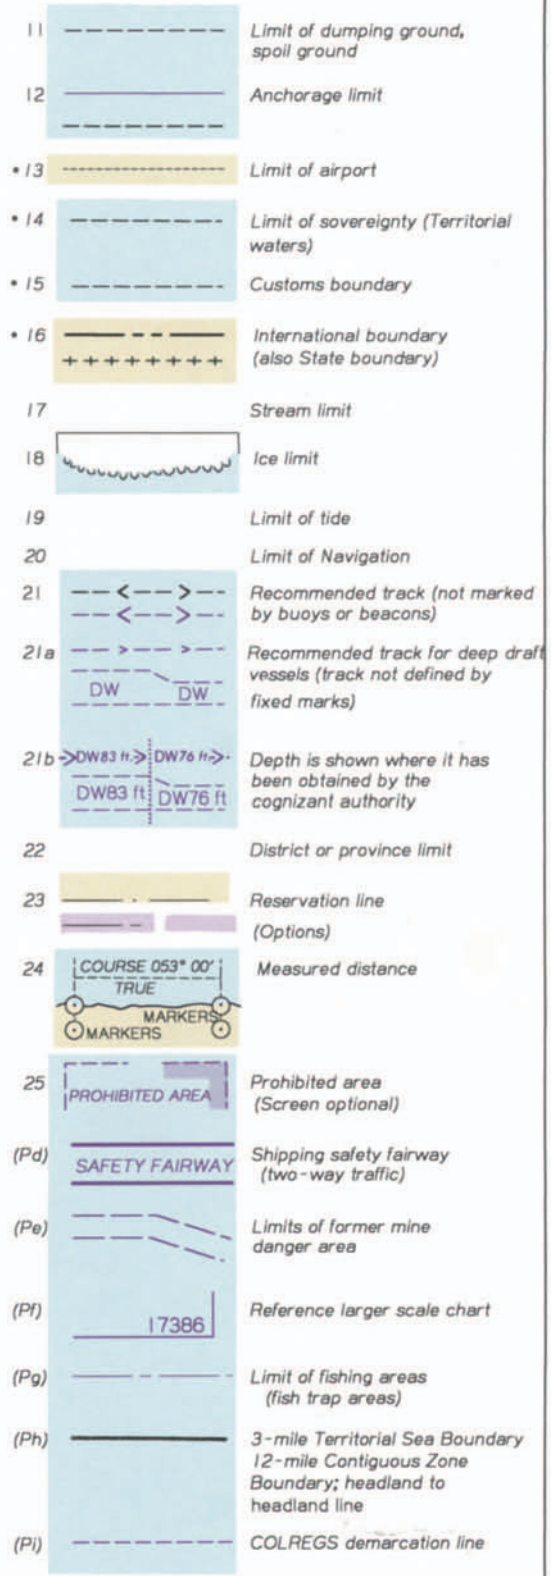 11 Limit of dumping ground,
spoil ground
12 Anchorage limit
• 13 Limit of airport
• 14 Limit of sovereignty (Territorial
waters)
• 15 Customs boundary
• 16 International boundary
(also State boundary)
17 Stream limit
18 Ice limit
19 Limit of tide
20 Limit of Navigation
21 Recommended track (not marked
by buoys or beacons)
21a Recommended track for deep draft
vessels (track not defined by
fixed marks)
DW DW
21b DW83 ft. DW76 ft. Depth is shown where it has
been obtained by the
DW83 ft DW76 ft cognizant authority
22 District or province limit
23 Reservation line
(Options)
24 COURSE 053° 00' Measured distance
TRUE
MARKERS
MARKERS
25 Prohibited area
PROHIBITED AREA (Screen optional)
(Pd) SAFETY FAIRWAY Shipping safety fairway
(two-way traffic)
(Pe) Limits of former mine
danger area
(Pf) 17386 Reference larger scale chart
(Pg) Limit of fishing areas
(fish trap areas)
(Ph) 3-mile Territorial Sea Boundary
12-mile Contiguous Zone
Boundary; headland to
headland line
(Pi) COLREGS demarcation line